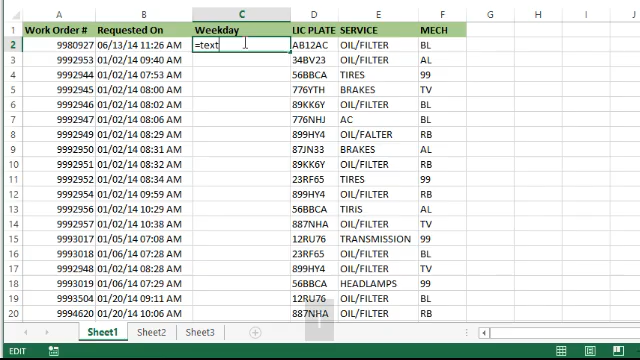 A B C D E F G H I J
1 Work Order # Requested On Weekday LIC PLATE SERVICE MECH
2 9980927 06/13/14 11:26 AM =text AB12AC OIL/FILTER BL
3 9992953 01/02/14 09:40 AM 34BV23 OIL/FILTER AL
4 9992944 01/02/14 07:53 AM 56BBCA TIRES 99
5 9992945 01/02/14 08:00 AM 776YTH BRAKES TV
6 9992946 01/02/14 08:02 AM 89KK6Y OIL/FILTER BL
7 9992947 01/02/14 08:06 AM 776NHJ AC BL
8 9992949 01/02/14 08:29 AM 899HY4 OIL/FALTER RB
9 9992950 01/02/14 08:31 AM 87JN33 BRAKES AL
10 9992951 01/02/14 08:32 AM 89KK6Y OIL/FILTER RB
11 9992952 01/02/14 08:34 AM 23RF65 TIRES 99
12 9992954 01/02/14 09:59 AM 899HY4 OIL/FILTER RB
13 9992956 01/02/14 10:29 AM 56BBCA TIRIS AL
14 9992957 01/02/14 10:38 AM 887NHA OIL/FILTER TV
15 9993017 01/05/14 07:08 AM 12RU76 TRANSMISSION 99
16 9993018 01/06/14 07:28 AM 23RF65 OIL/FILTER BL
17 9992948 01/06/14 08:28 AM 899HY4 OIL/FILTER TV
18 9993018 01/06/14 07:29 AM 56BBCA HEADLAMPS 99
19 9993504 01/20/14 09:11 AM 12RU76 OIL/FILTER BL
20 9994620 01/20/14 10:06 AM 887NHA OIL/FILTER RB
Sheet1 Sheet2 Sheet3
EDIT